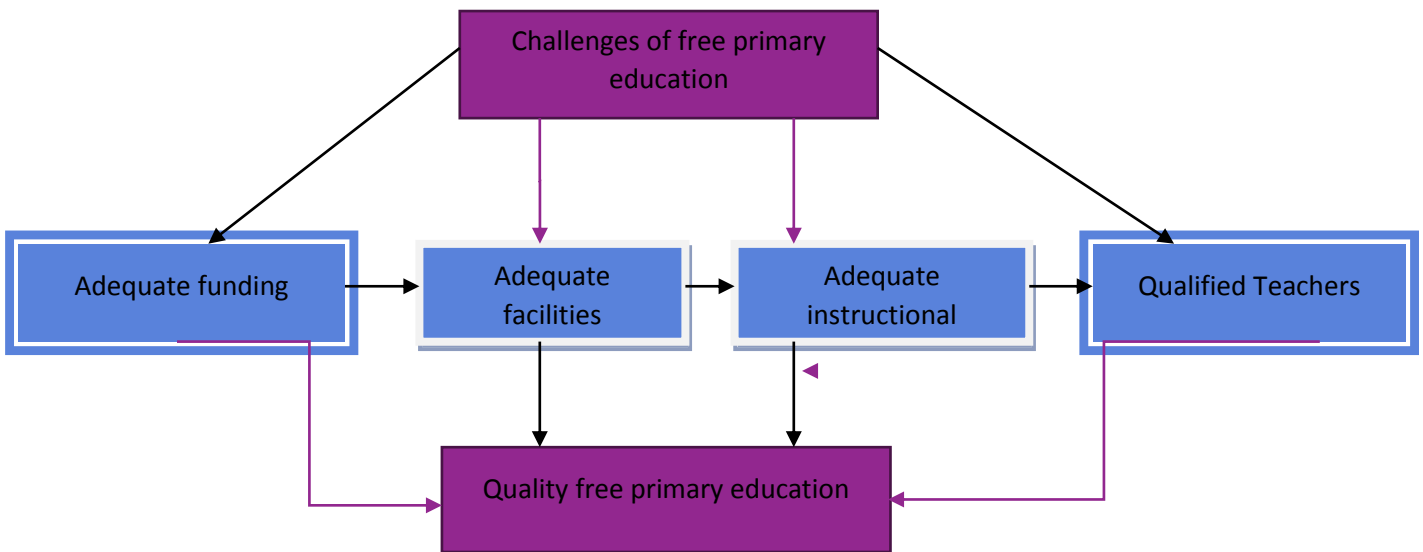 Challenges of free primary
education
Adequate funding
Adequate
facilities
Adequate
instructional
Qualified Teachers
Quality free primary education